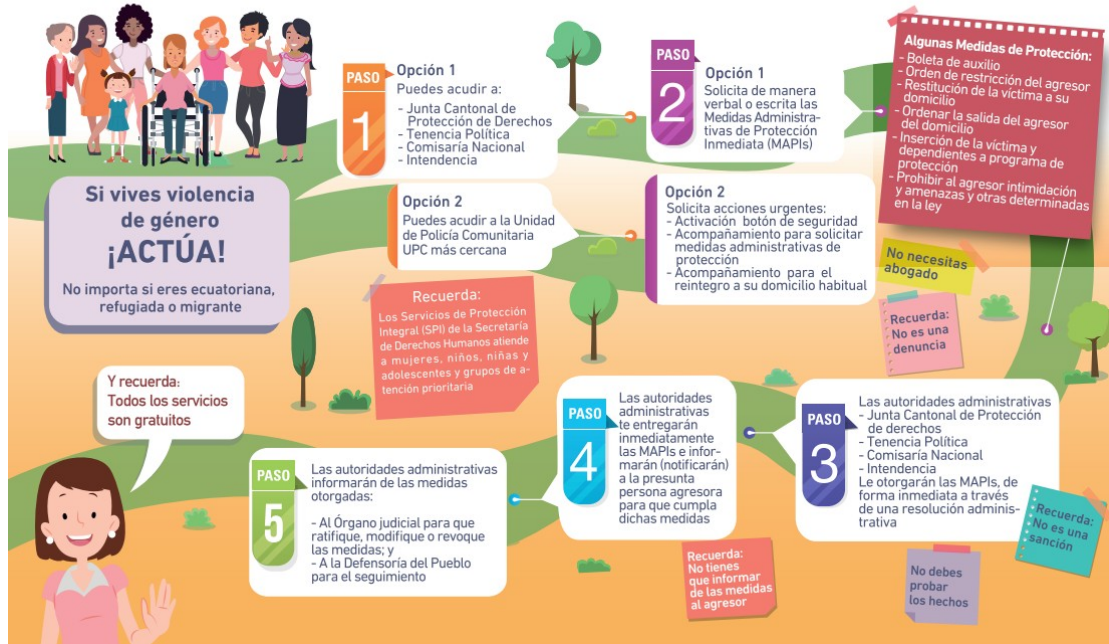 Si vives violencia
de género
¡ACTÚA!
No importa si eres ecuatoriana,
refugiada o migrante
PASO
1
Opción 1
Puedes acudir a:
- Junta Cantonal de
Protección de Derechos
- Tenencia Política
- Comisaría Nacional
- Intendencia
Opción 2
Puedes acudir a la Unidad
de Policía Comunitaria
UPC más cercana
PASO
2
Opción 1
Solicita de manera
verbal o escrita las
Medidas Administra-
tivas de Protección
Inmediata (MAPIs)
Opción 2
Solicita acciones urgentes:
- Activación botón de seguridad
- Acompañamiento para solicitar
medidas administrativas de
protección
- Acompañamiento para el
reintegro a su domicilio habitual
Algunas Medidas de Protección:
- Boleta de auxilio
- Orden de restricción del agresor
- Restitución de la víctima a su
domicilio
- Ordenar la salida del agresor
del domicilio
- Inserción de la víctima y
dependientes a programa de
protección
- Prohibir al agresor intimidación
y amenazas y otras determinadas
en la ley
No necesitas
abogado
Recuerda:
No es una
denuncia
Recuerda:
Los Servicios de Protección
Integral (SPI) de la Secretaría
de Derechos Humanos atiende
a mujeres, niños, niñas y
adolescentes y grupos de a-
tención prioritaria
PASO
3
Las autoridades administrativas
- Junta Cantonal de Protección
de derechos
- Tenencia Política
- Comisaría Nacional
- Intendencia
Le otorgarán las MAPIs, de
forma inmediata a través
de una resolución adminis-
trativa
Recuerda:
No es una
sanción
No debes
probar
los hechos
PASO
4
Las autoridades
administrativas
te entregarán
inmediatamente
las MAPIs e infor-
marán (notificarán)
a la presunta
persona agresora
para que cumpla
dichas medidas
Recuerda:
No tienes
que informar
de las medidas
al agresor
PASO
5
Las autoridades administrativas
informarán de las medidas
otorgadas:
- Al Órgano judicial para que
ratifique, modifique o revoque
las medidas; y
- A la Defensoría del Pueblo
para el seguimiento
Y recuerda:
Todos los servicios
son gratuitos